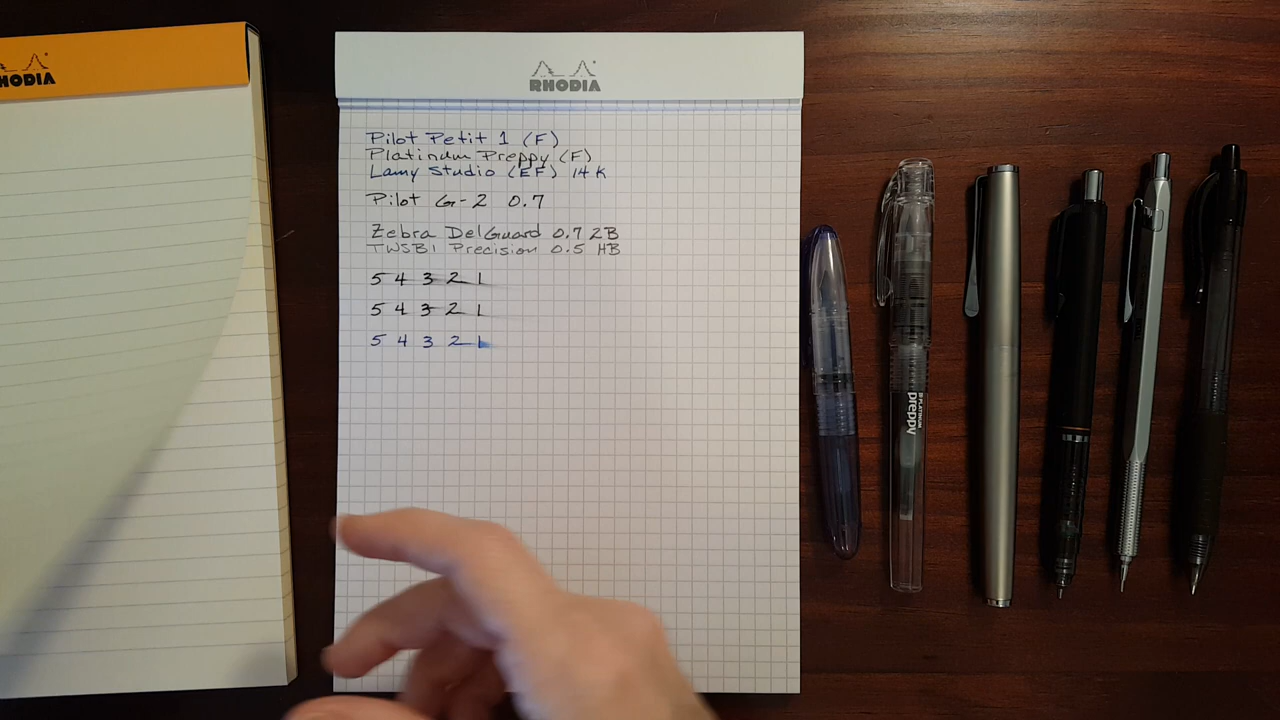 RHODIA
RHODIA
Pilot Petit 1 (F)
Platinum Preppy (F)
Lamy Studio (EF) 14K
Pilot G-2 0.7
Zebra DelGuard 0.7 2B
TWSBI Precision 0.5 HB
5 4 3 2 1
5 4 3 2 1
5 4 3 2 1
PLATINUM
preppy